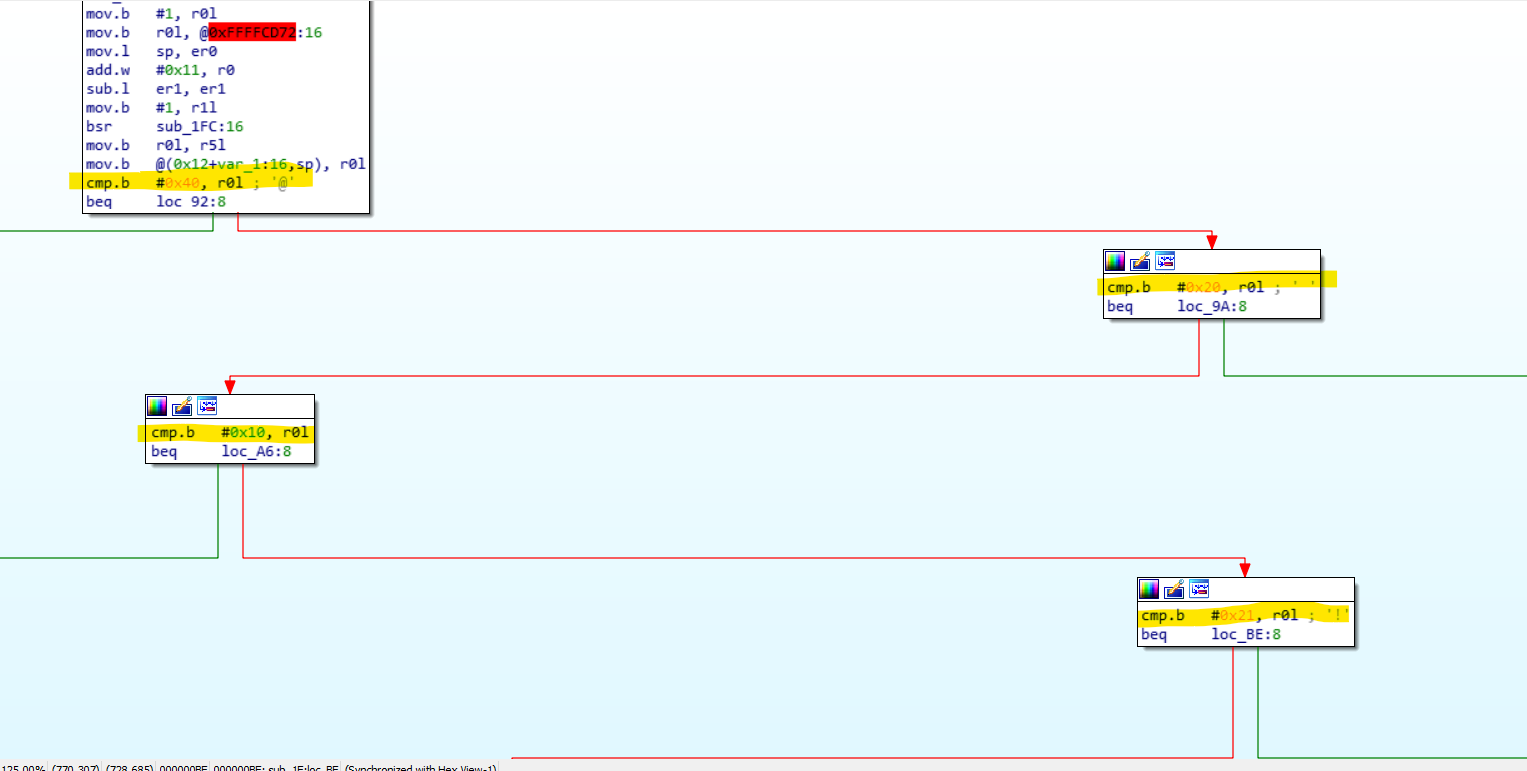 mov.b #1, r0l
mov.b r0l, @0xFFFFCD72:16
mov.l sp, er0
add.w #0x11, r0
sub.l er1, er1
mov.b #1, r1l
bsr sub_1FC:16
mov.b r0l, r5l
mov.b @(0x12+var_1:16,sp), r0l
cmp.b #0x40, r0l ; '@'
beq loc_92:8
cmp.b #0x20, r0l ; ' '
beq loc_9A:8
cmp.b #0x10, r0l
beq loc_A6:8
cmp.b #0x21, r0l ; '!'
beq loc_BE:8
125.00% (770,307) (728,685) 000000BE 000000BE: sub_1E:loc_BE (Synchronized with Hex View-1)